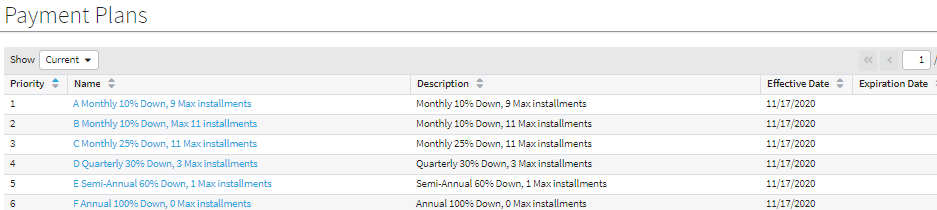 Payment Plans
Show Current
« ‹ 1 /
Priority Name Description Effective Date Expiration Date
1 A Monthly 10% Down, 9 Max installments Monthly 10% Down, 9 Max installments 11/17/2020
2 B Monthly 10% Down, Max 11 installments Monthly 10% Down, 11 Max installments 11/17/2020
3 C Monthly 25% Down, 11 Max installments Monthly 25% Down, 11 Max installments 11/17/2020
4 D Quarterly 30% Down, 3 Max installments Quarterly 30% Down, 3 Max installments 11/17/2020
5 E Semi-Annual 60% Down, 1 Max installments Semi-Annual 60% Down, 1 Max installments 11/17/2020
6 F Annual 100% Down, 0 Max installments Annual 100% Down, 0 Max installments 11/17/2020